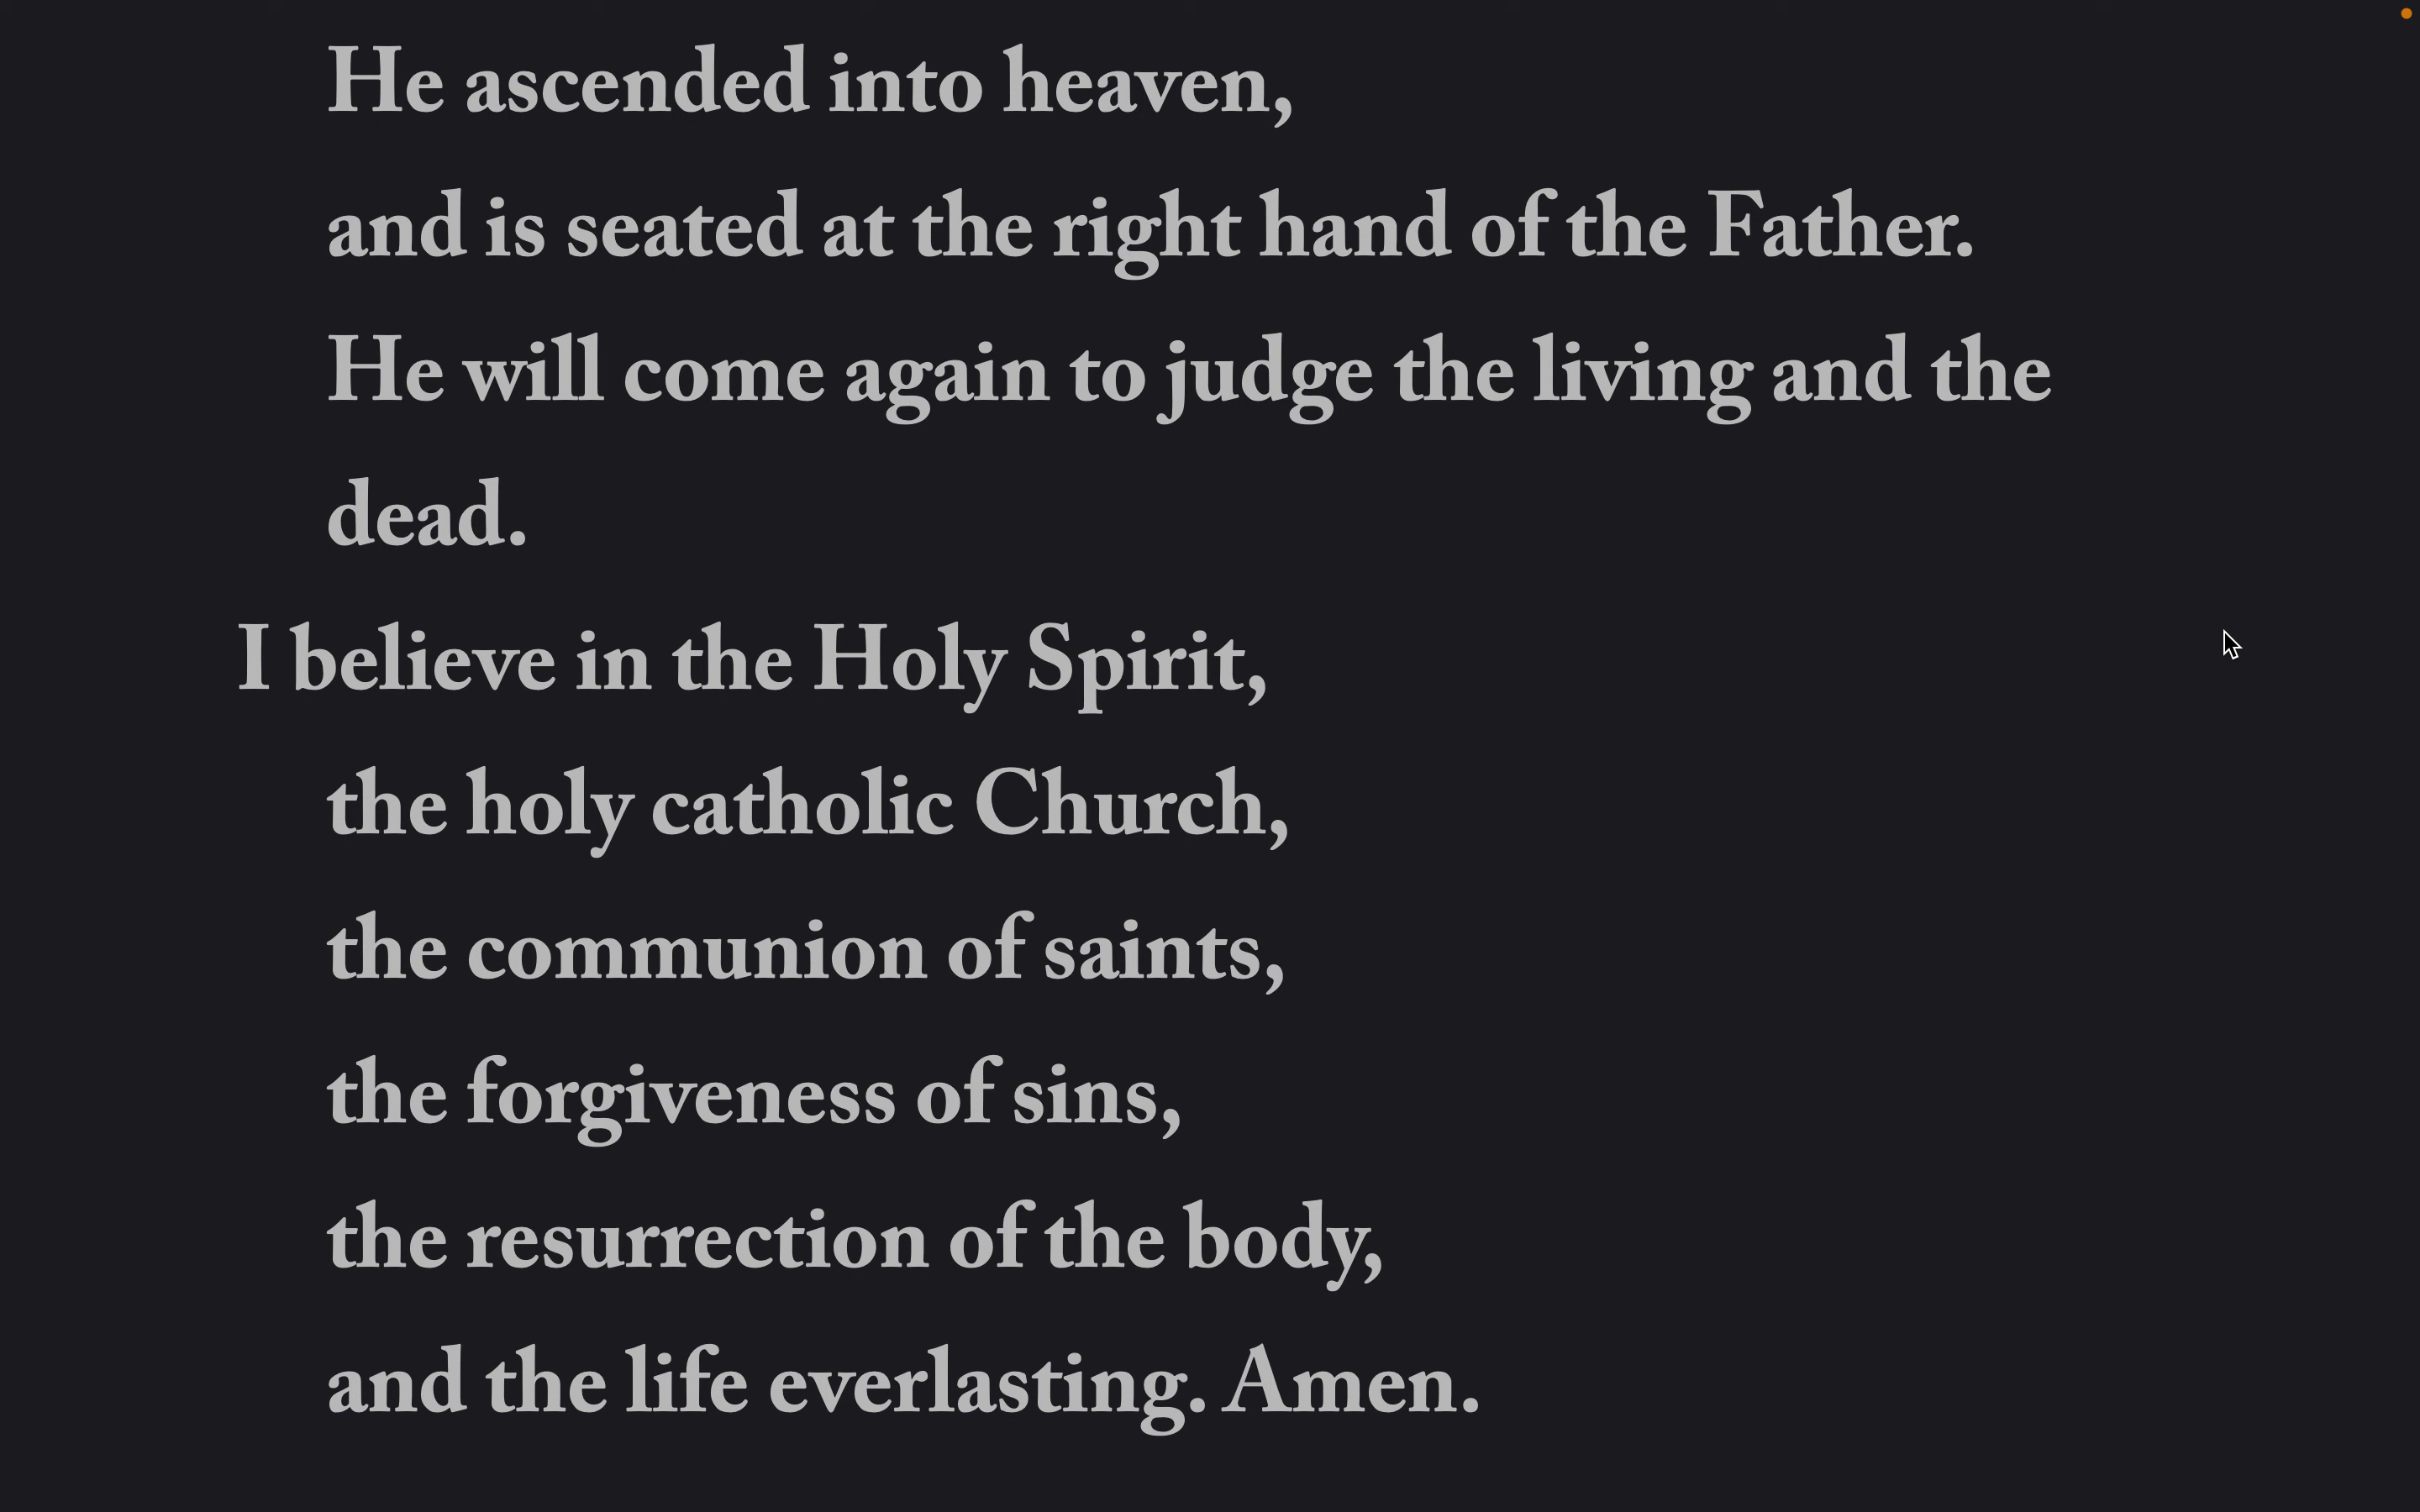 He ascended into heaven,
and is seated at the right hand of the Father.
He will come again to judge the living and the
dead.
I believe in the Holy Spirit,
the holy catholic Church,
the communion of saints,
the forgiveness of sins,
the resurrection of the body,
and the life everlasting. Amen.